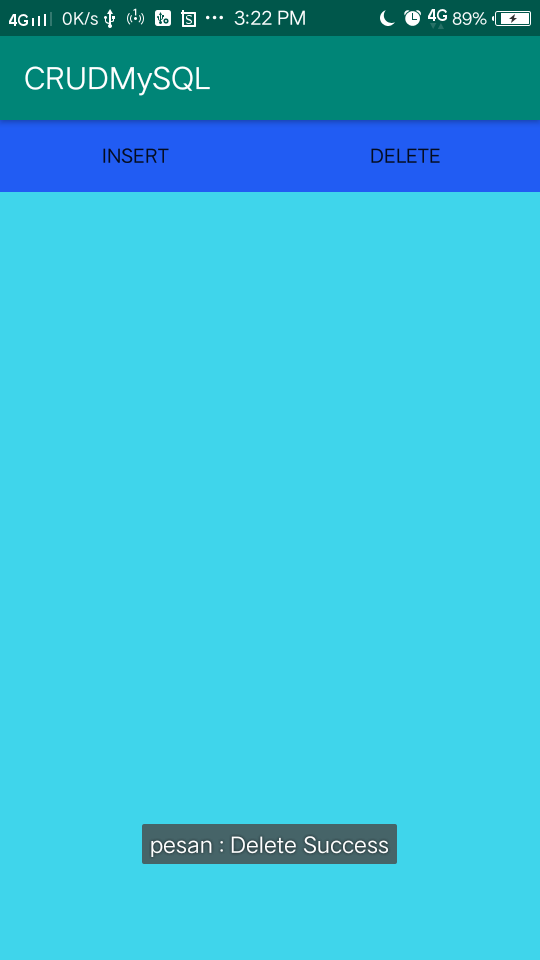 4G 0K/s ••• 3:22 PM 4G 89%
CRUDMySQL
INSERT DELETE
pesan : Delete Success